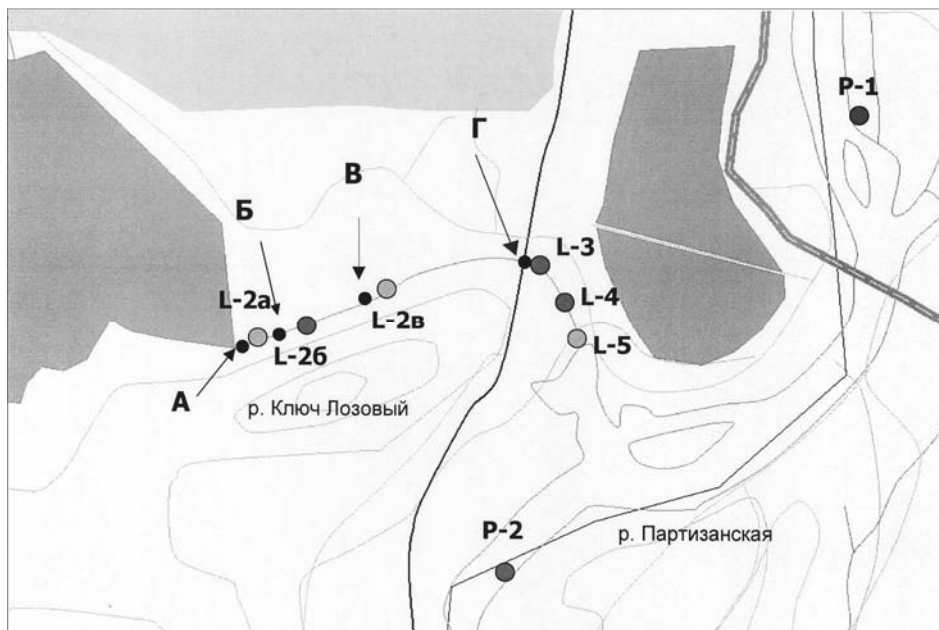 P-1
Г
В
Б
L-3
L-2а
L-4
L-2в
L-5
L-2б
А
р. Ключ Лозовый
P-2
р. Партизанская